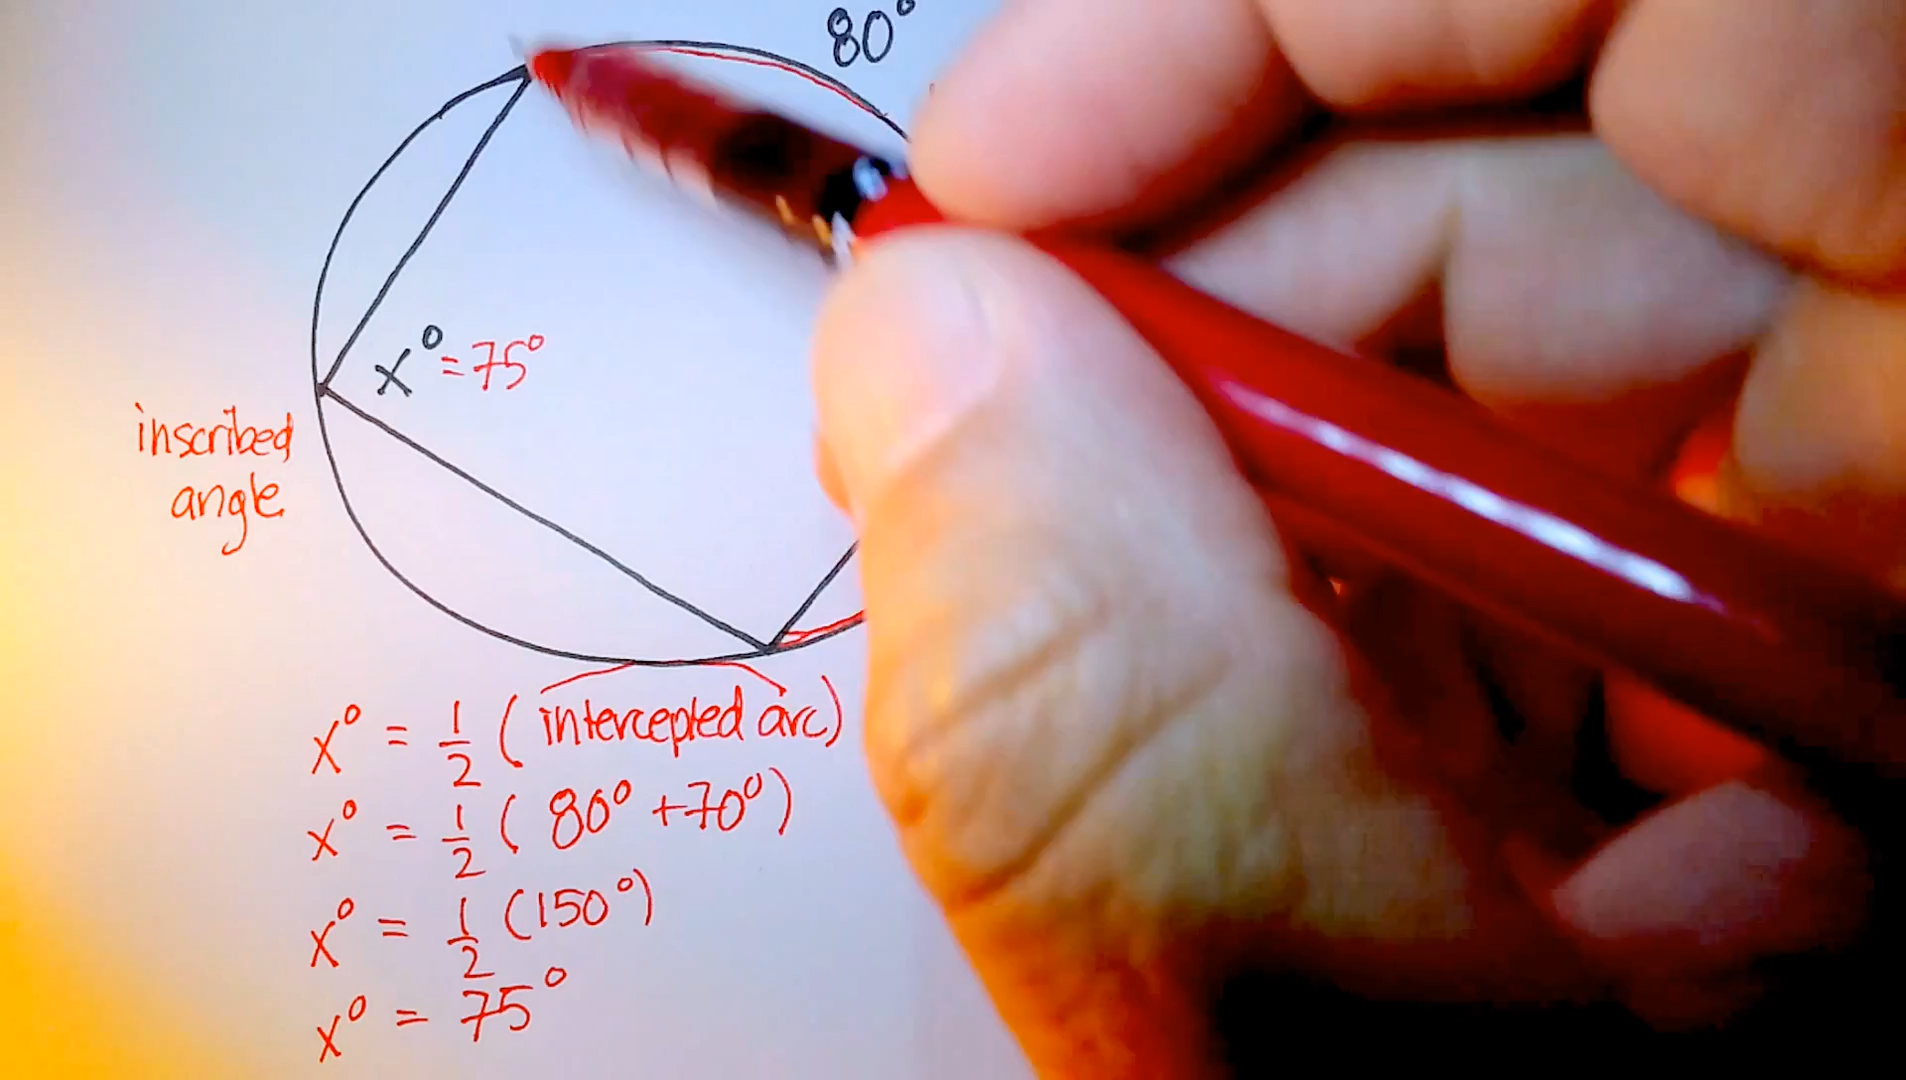 80°
x° = 75°
inscribed
angle
x° = 1/2 (intercepted arc)
x° = 1/2 (80° + 70°)
x° = 1/2 (150°)
x° = 75°